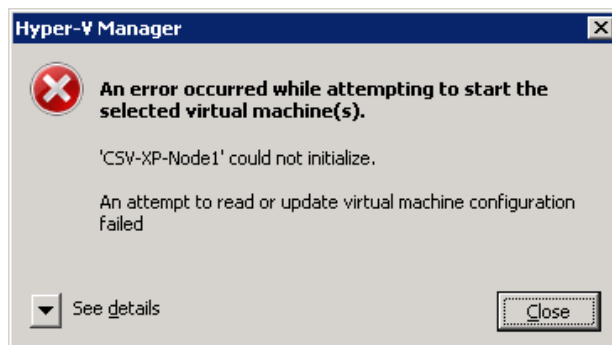 Hyper-V Manager
An error occurred while attempting to start the
selected virtual machine(s).
'CSV-XP-Node1' could not initialize.
An attempt to read or update virtual machine configuration
failed
See details
Close